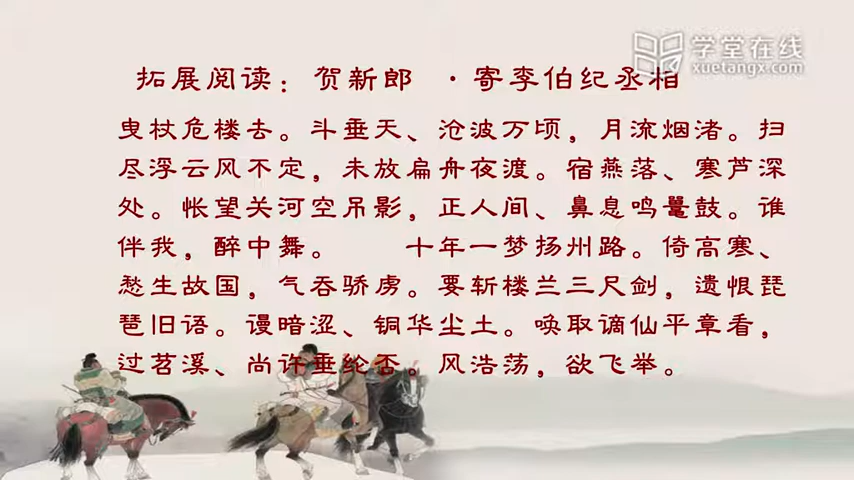 学堂在线
xuetangx.com
拓展阅读：贺新郎 ·寄李伯纪丞相
曳杖危楼去。斗垂天、沧波万顷，月流烟渚。扫
尽浮云风不定，未放扁舟夜渡。宿燕落、寒芦深
处。怅望关河空吊影，正人间、鼻息鸣鼍鼓。谁
伴我，醉中舞。 十年一梦扬州路。倚高寒、
愁生故国，气吞骄虏。要斩楼兰三尺剑，遗恨琵
琶旧语。谩暗涩、铜华尘土。唤取谪仙平章看，
过苕溪、尚许垂纶否。风浩荡，欲飞举。